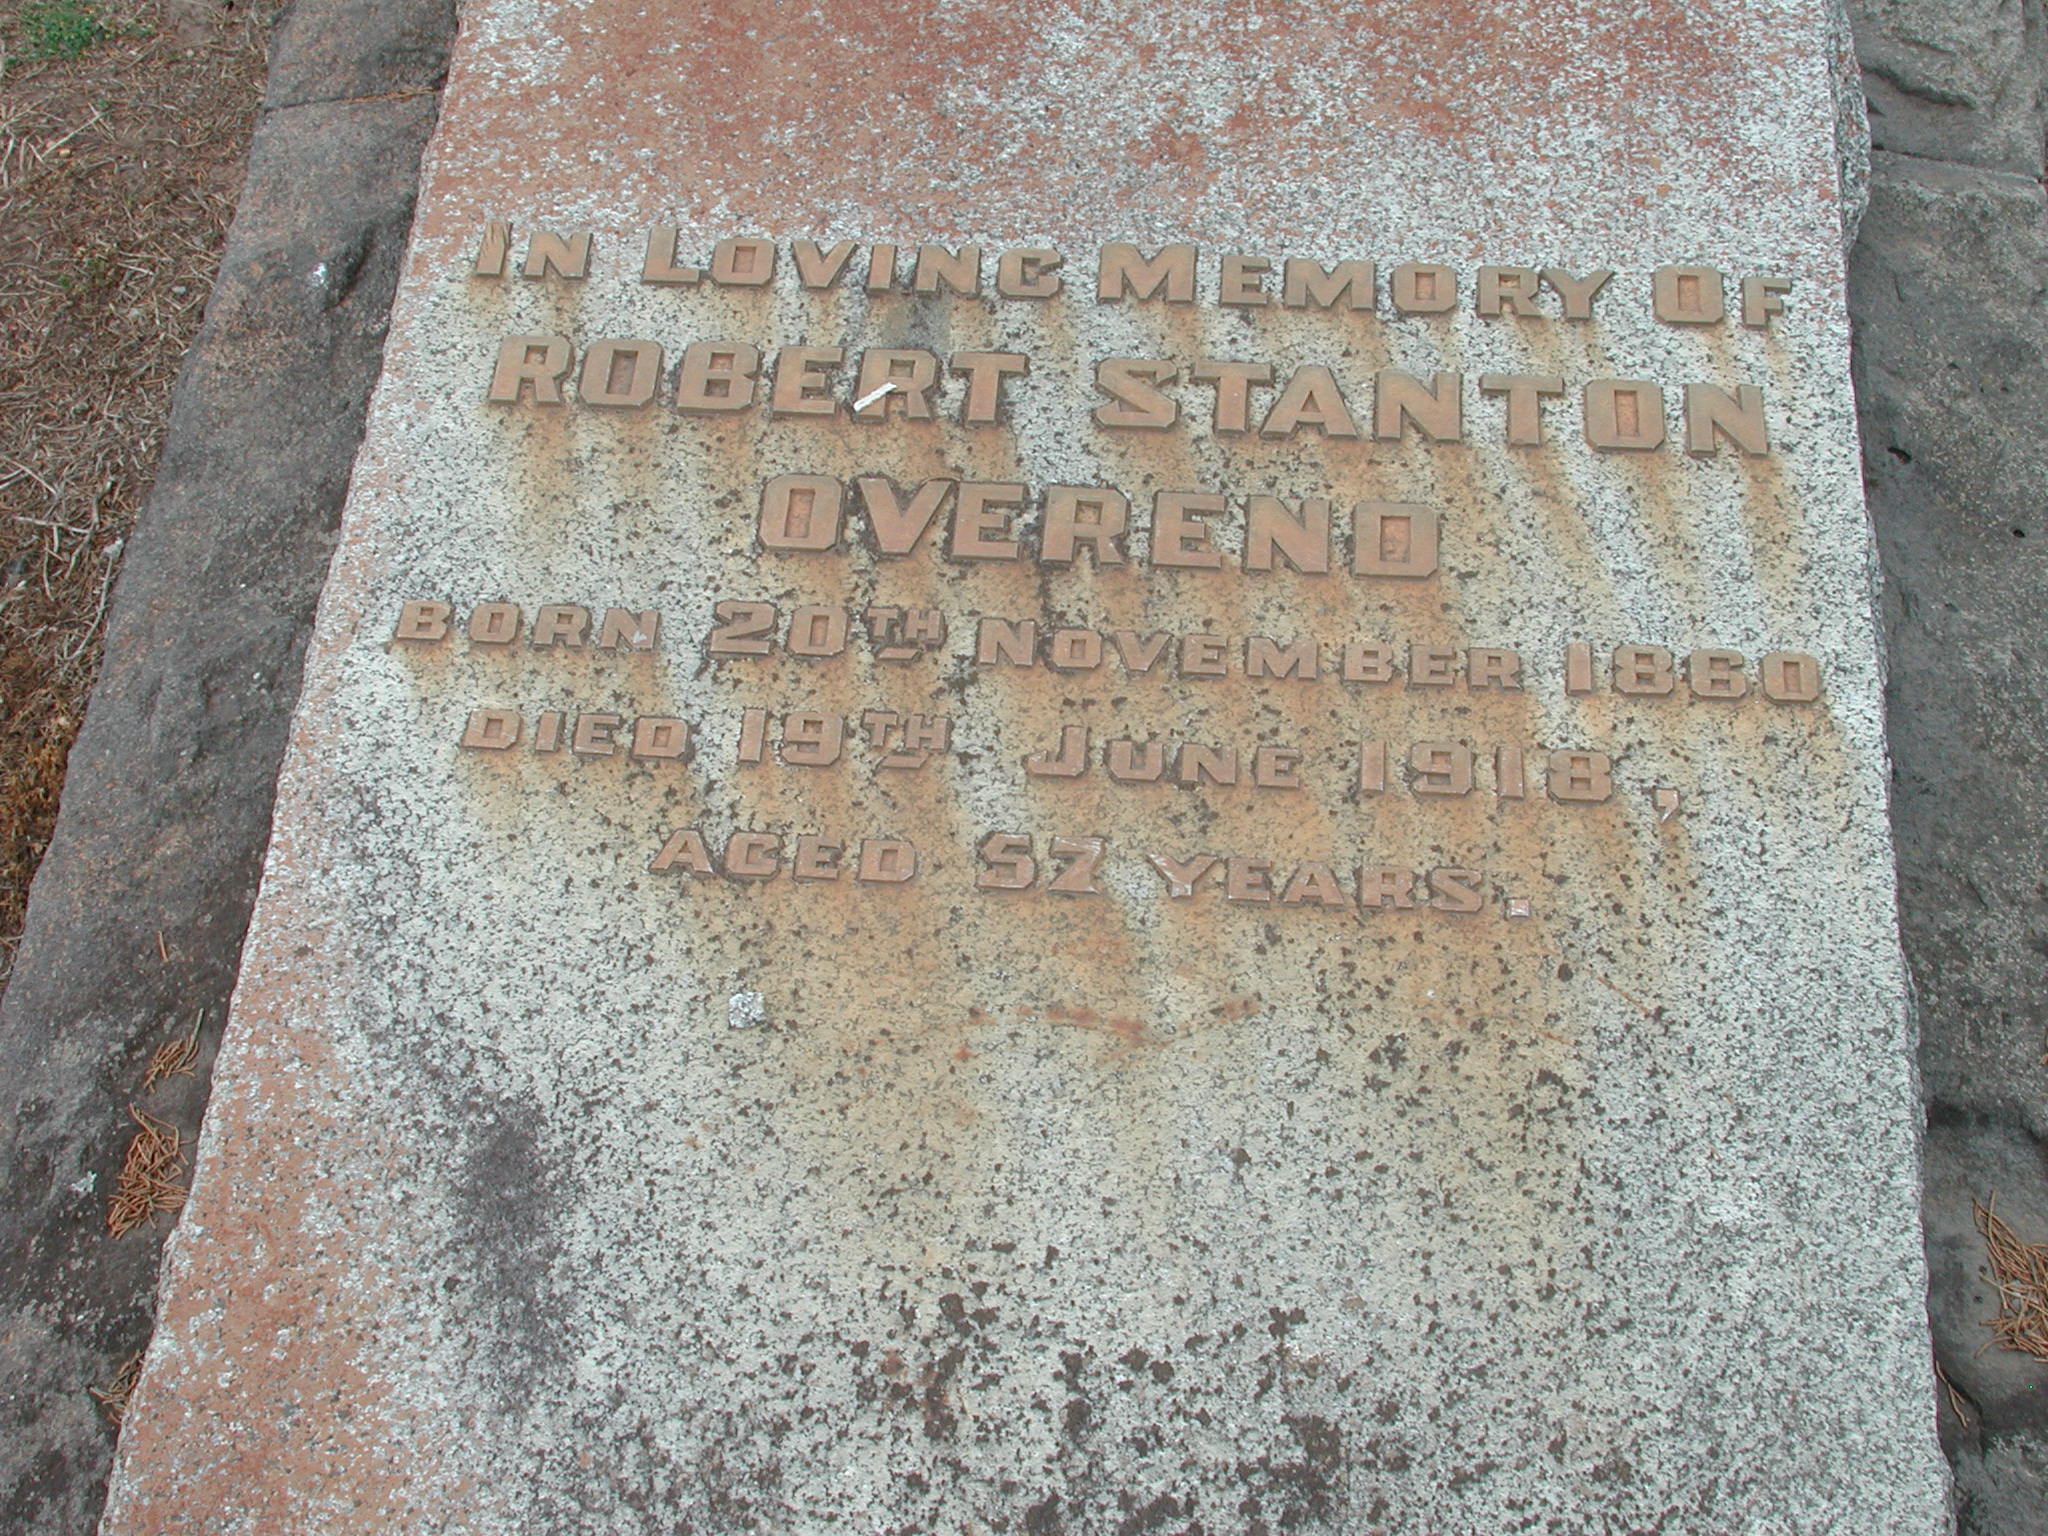 In Loving Memory Of
ROBERT STANTON
OVEREND
BORN 20TH NOVEMBER 1860
DIED 19TH JUNE 1918,
AGED 57 YEARS.